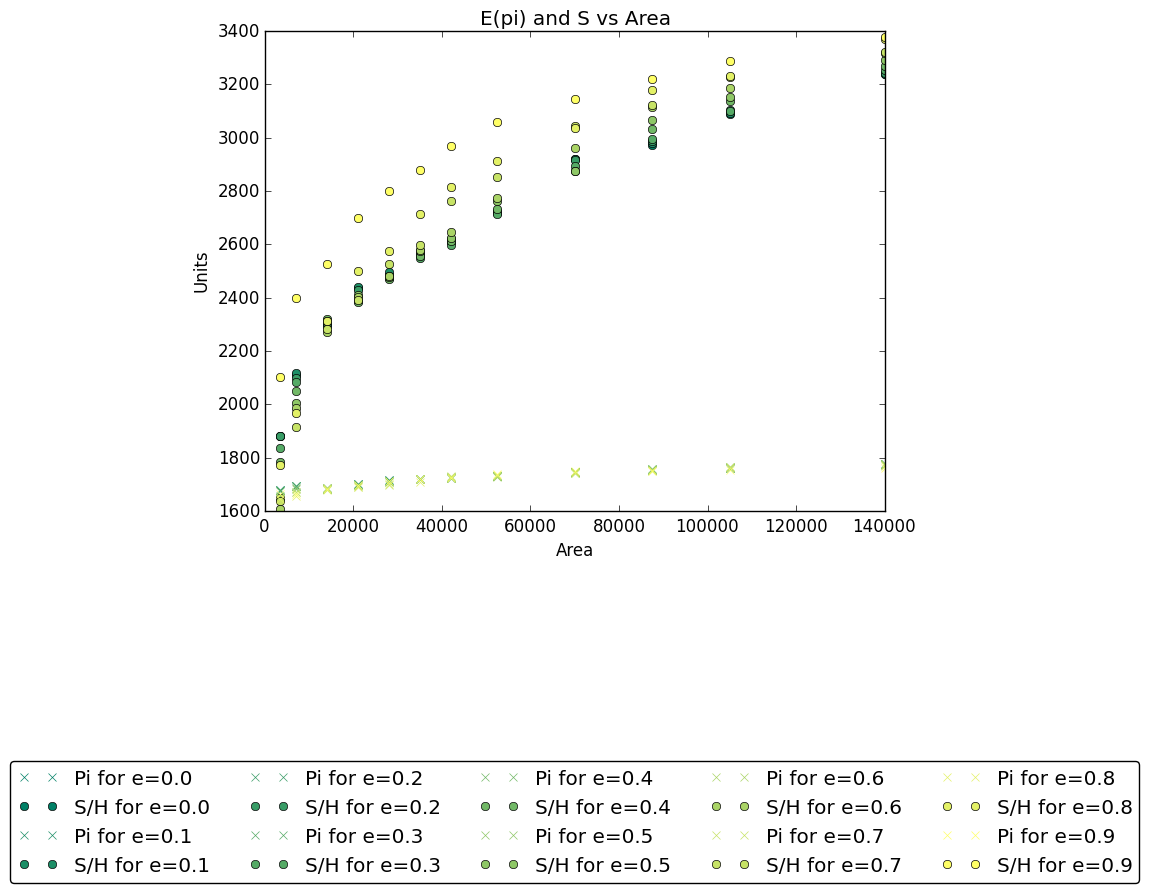 E(pi) and S vs Area
3400
3200
3000
2800
2600
2400
2200
2000
1800
1600
Units
0 20000 40000 60000 80000 100000 120000 140000
Area
Pi for e=0.0 Pi for e=0.2 Pi for e=0.4 Pi for e=0.6 Pi for e=0.8
S/H for e=0.0 S/H for e=0.2 S/H for e=0.4 S/H for e=0.6 S/H for e=0.8
Pi for e=0.1 Pi for e=0.3 Pi for e=0.5 Pi for e=0.7 Pi for e=0.9
S/H for e=0.1 S/H for e=0.3 S/H for e=0.5 S/H for e=0.7 S/H for e=0.9